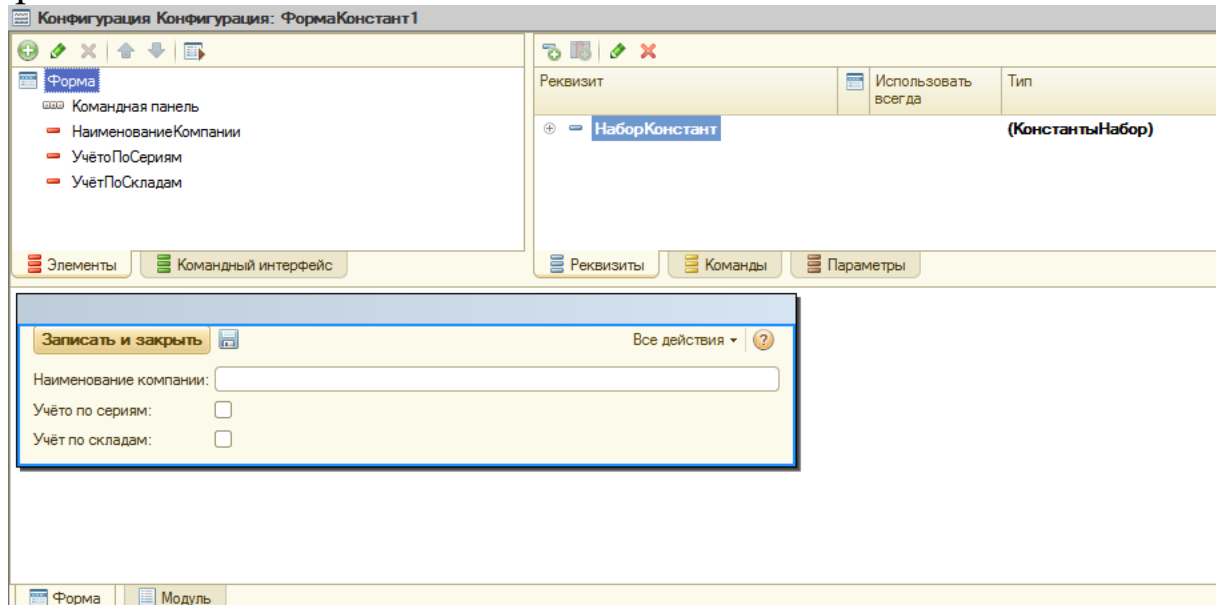 Конфигурация Конфигурация: ФормаКонстант1
Форма
Командная панель
НаименованиеКомпании
УчётоПоСериям
УчётПоСкладам
Элементы Командный интерфейс
Реквизит Использовать всегда Тип
НаборКонстант (КонстантыНабор)
Реквизиты Команды Параметры
Записать и закрыть Все действия
Наименование компании:
Учёто по сериям:
Учёт по складам:
Форма Модуль